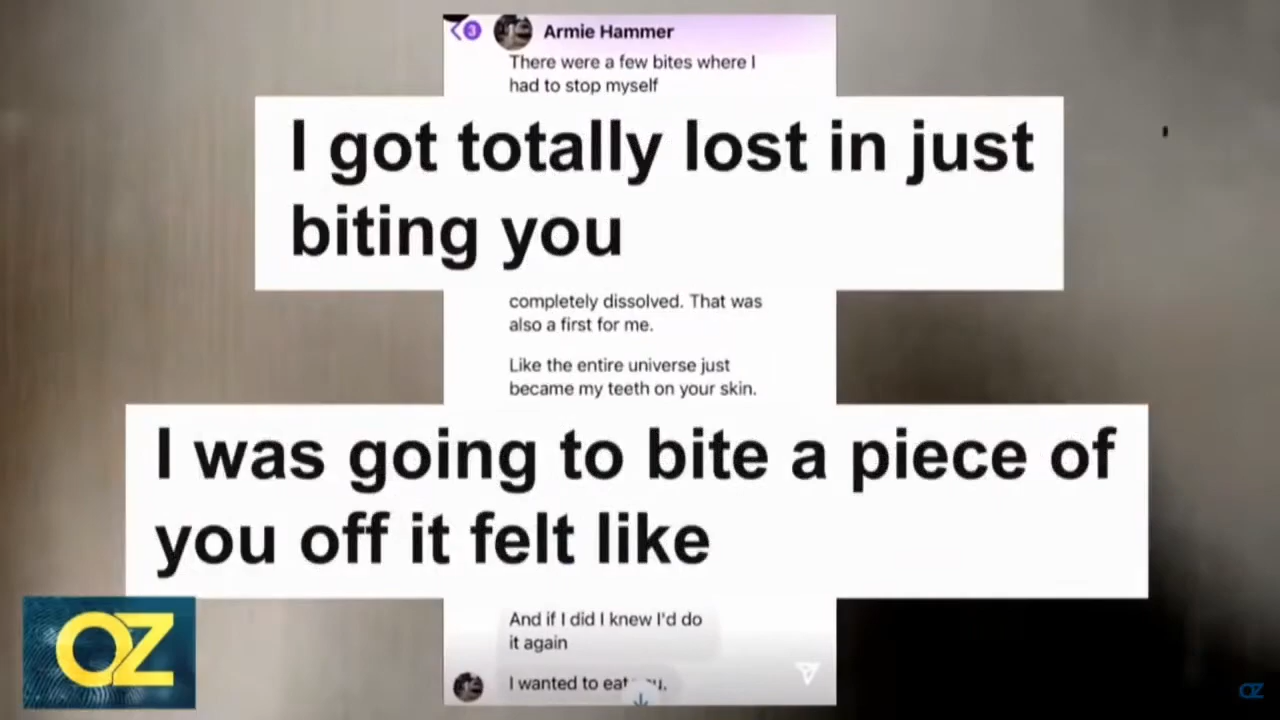 3
Armie Hammer
There were a few bites where I
had to stop myself
I got totally lost in just
biting you
completely dissolved. That was
also a first for me.
Like the entire universe just
became my teeth on your skin.
I was going to bite a piece of
you off it felt like
And if I did I knew I'd do
it again
I wanted to
OZ
OZ